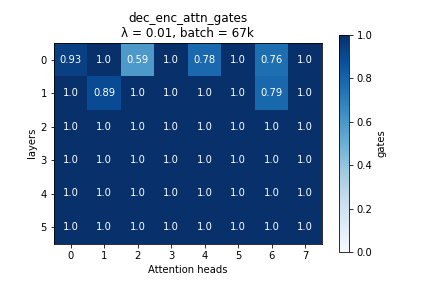 dec_enc_attn_gates
λ = 0.01, batch = 67k
0 0.93 1.0 0.59 1.0 0.78 1.0 0.76 1.0
1 1.0 0.89 1.0 1.0 1.0 1.0 0.79 1.0
2 1.0 1.0 1.0 1.0 1.0 1.0 1.0 1.0
3 1.0 1.0 1.0 1.0 1.0 1.0 1.0 1.0
4 1.0 1.0 1.0 1.0 1.0 1.0 1.0 1.0
5 1.0 1.0 1.0 1.0 1.0 1.0 1.0 1.0
0 1 2 3 4 5 6 7
Attention heads
layers
1.0
0.8
0.6
0.4
0.2
0.0
gates